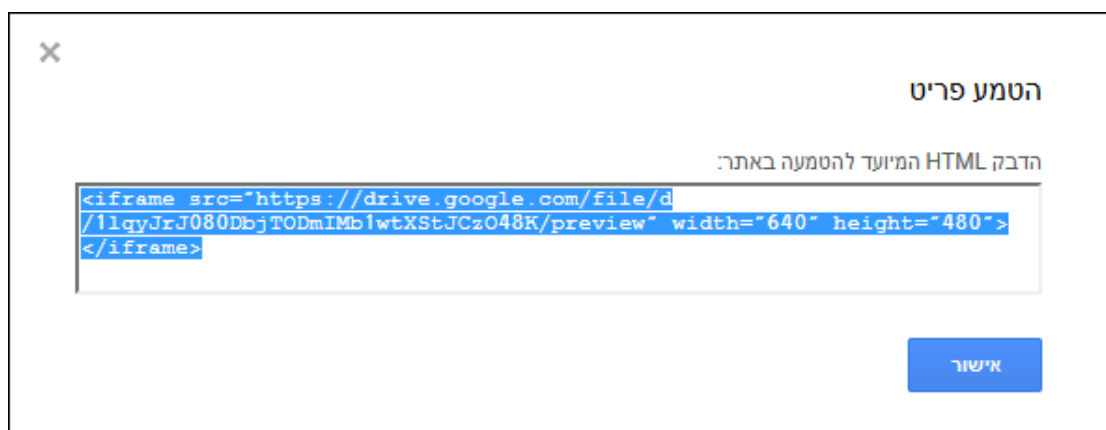 ×
הטמע פריט
הדבק HTML המיועד להטמעה באתר:
<iframe src="https://drive.google.com/file/d
/1lqyJrJ080DbjTODmIMb1wtXStJCzO48K/preview" width="640" height="480">
</iframe>
אישור